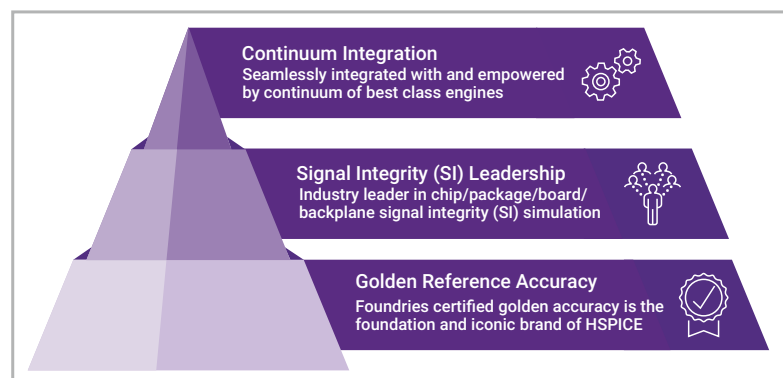 Continuum Integration
Seamlessly integrated with and empowered
by continuum of best class engines
Signal Integrity (SI) Leadership
Industry leader in chip/package/board/
backplane signal integrity (SI) simulation
Golden Reference Accuracy
Foundries certified golden accuracy is the
foundation and iconic brand of HSPICE